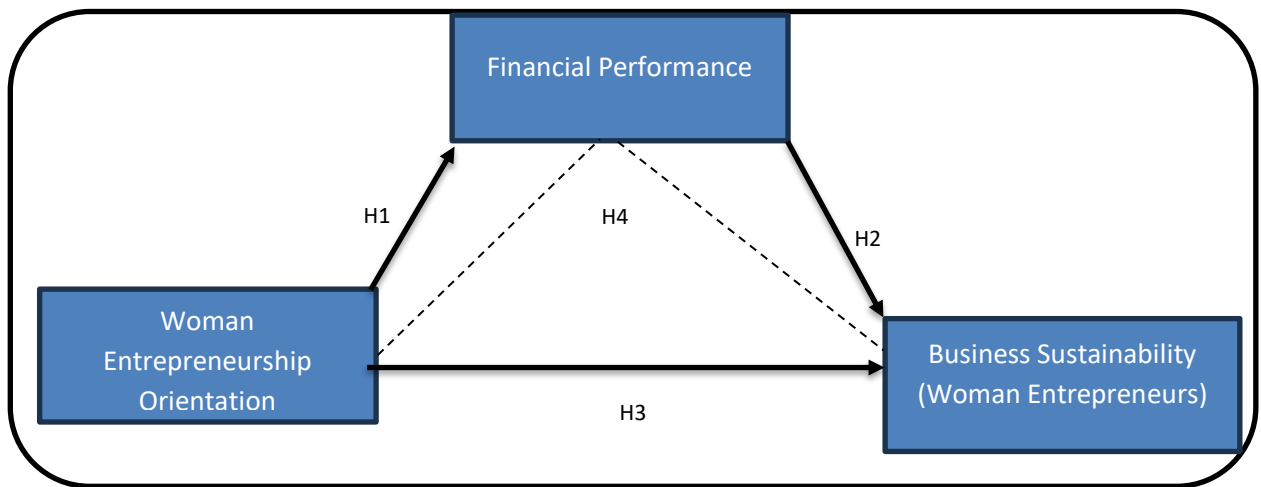 Financial Performance
H1
H4
H2
Woman
Entrepreneurship
Orientation
Business Sustainability
(Woman Entrepreneurs)
H3